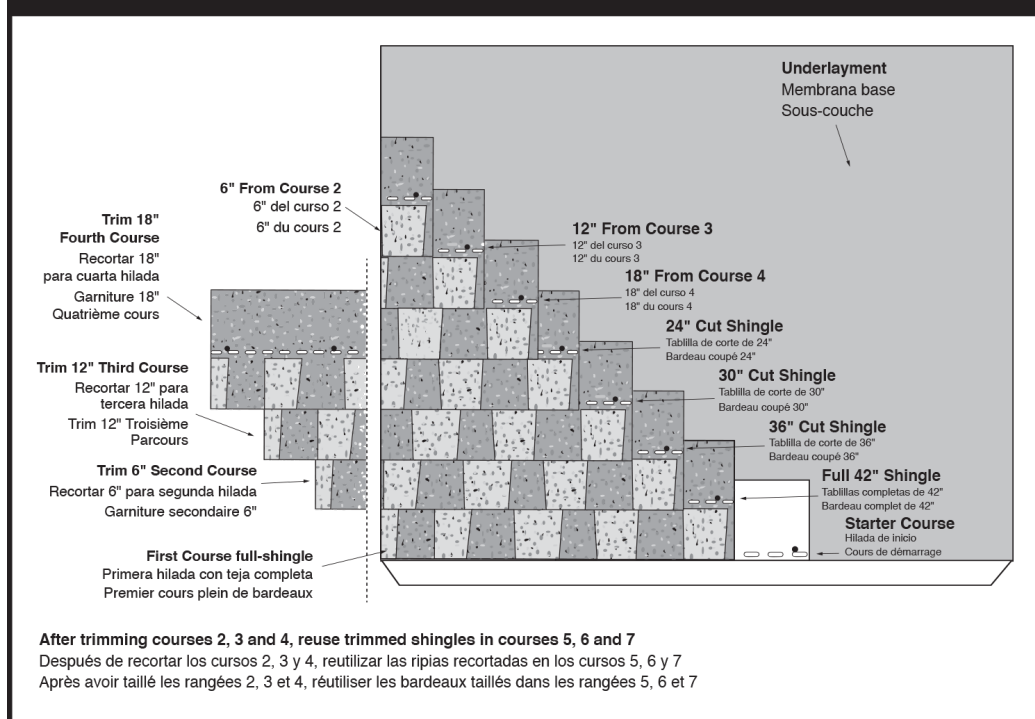 Underlayment
Membrana base
Sous-couche
6" From Course 2
6" del curso 2
6" du cours 2
Trim 18"
Fourth Course
Recortar 18"
para cuarta hilada
Garniture 18"
Quatrième cours
12" From Course 3
12" del curso 3
12" du cours 3
18" From Course 4
18" del curso 4
18" du cours 4
24" Cut Shingle
Tablilla de corte de 24"
Bardeau coupé 24"
Trim 12" Third Course
Recortar 12" para
tercera hilada
Trim 12" Troisième
Parcours
30" Cut Shingle
Tablilla de corte de 30"
Bardeau coupé 30"
36" Cut Shingle
Tablilla de corte de 36"
Bardeau coupé 36"
Trim 6" Second Course
Recortar 6" para segunda hilada
Garniture secondaire 6"
Full 42" Shingle
Tablillas completas de 42"
Bardeau complet de 42"
Starter Course
Hilada de inicio
Cours de démarrage
First Course full-shingle
Primera hilada con teja completa
Premier cours plein de bardeaux
After trimming courses 2, 3 and 4, reuse trimmed shingles in courses 5, 6 and 7
Después de recortar los cursos 2, 3 y 4, reutilizar las ripias recortadas en los cursos 5, 6 y 7
Après avoir taillé les rangées 2, 3 et 4, réutiliser les bardeaux taillés dans les rangées 5, 6 et 7